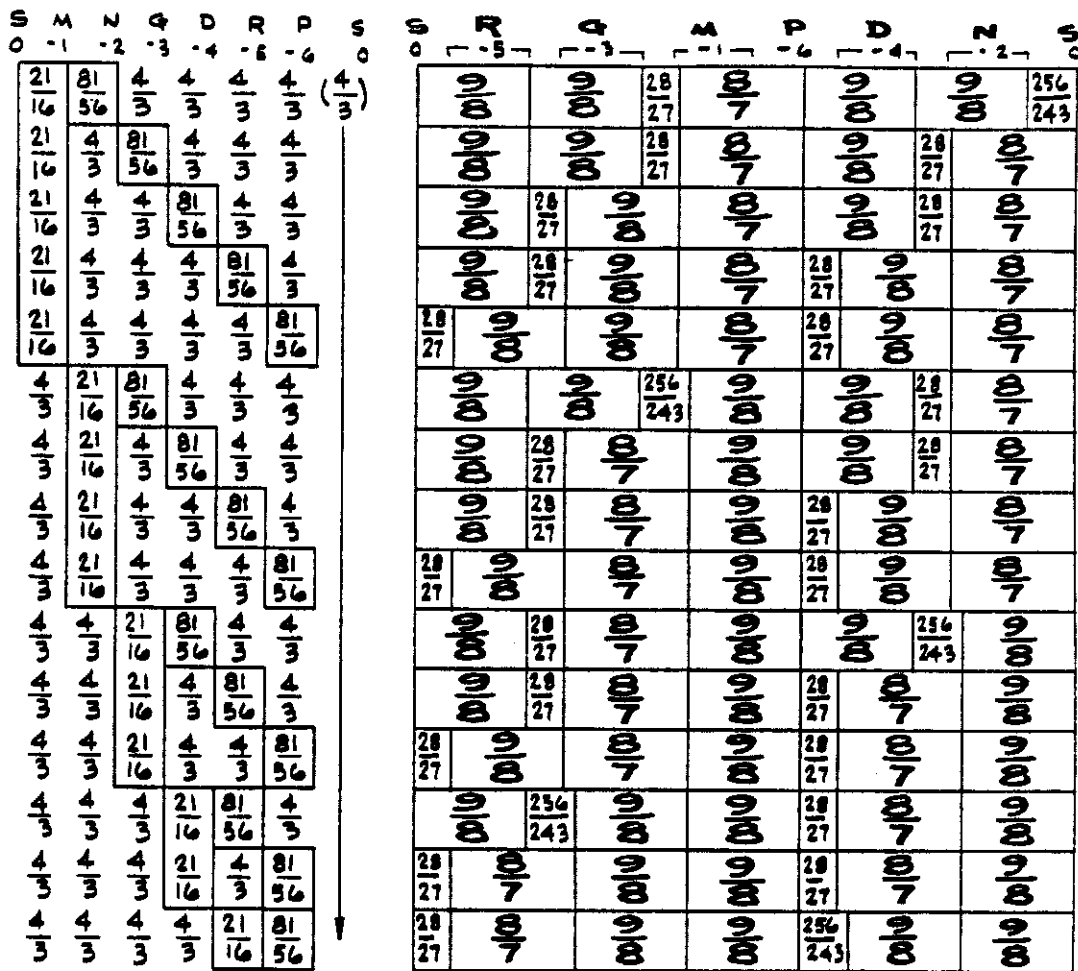 S M N G D R P S S R G M P D N S
0 -1 -2 -3 -4 -5 -6 0 0 -5 -3 -1 -6 -4 -2 0
21/16 81/56 4/3 4/3 4/3 4/3 (4/3) 9/8 9/8 28/27 8/7 9/8 9/8 256/243
21/16 4/3 81/56 4/3 4/3 4/3 9/8 9/8 28/27 8/7 9/8 28/27 8/7
21/16 4/3 4/3 81/56 4/3 4/3 9/8 28/27 9/8 8/7 9/8 28/27 8/7
21/16 4/3 4/3 4/3 81/56 4/3 9/8 28/27 9/8 8/7 28/27 9/8 8/7
21/16 4/3 4/3 4/3 4/3 81/56 28/27 9/8 9/8 8/7 28/27 9/8 8/7
4/3 21/16 81/56 4/3 4/3 4/3 9/8 9/8 256/243 9/8 9/8 28/27 8/7
4/3 21/16 4/3 81/56 4/3 4/3 9/8 28/27 8/7 9/8 9/8 28/27 8/7
4/3 21/16 4/3 4/3 81/56 4/3 9/8 28/27 8/7 9/8 28/27 9/8 8/7
4/3 21/16 4/3 4/3 4/3 81/56 28/27 9/8 8/7 9/8 28/27 9/8 8/7
4/3 4/3 21/16 81/56 4/3 4/3 9/8 28/27 8/7 9/8 9/8 256/243 9/8
4/3 4/3 21/16 4/3 81/56 4/3 9/8 28/27 8/7 9/8 28/27 8/7 9/8
4/3 4/3 21/16 4/3 4/3 81/56 28/27 9/8 8/7 9/8 28/27 8/7 9/8
4/3 4/3 4/3 21/16 81/56 4/3 9/8 256/243 9/8 9/8 28/27 8/7 9/8
4/3 4/3 4/3 21/16 4/3 81/56 28/27 8/7 9/8 9/8 28/27 8/7 9/8
4/3 4/3 4/3 4/3 21/16 81/56 28/27 8/7 9/8 9/8 256/243 9/8 9/8